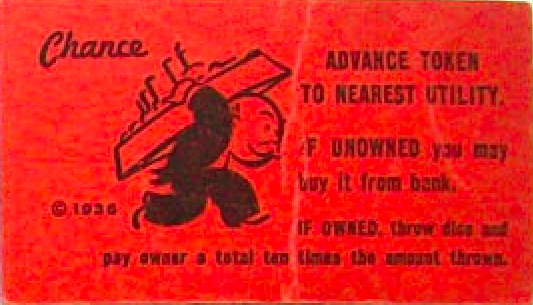 Chance
ADVANCE TOKEN
TO NEAREST UTILITY.
IF UNOWNED you may
buy it from bank.
© 1936
IF OWNED, throw dice and
pay owner a total ten times the amount thrown.